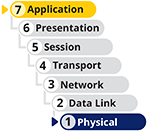 7 Application
6 Presentation
5 Session
4 Transport
3 Network
2 Data Link
1 Physical